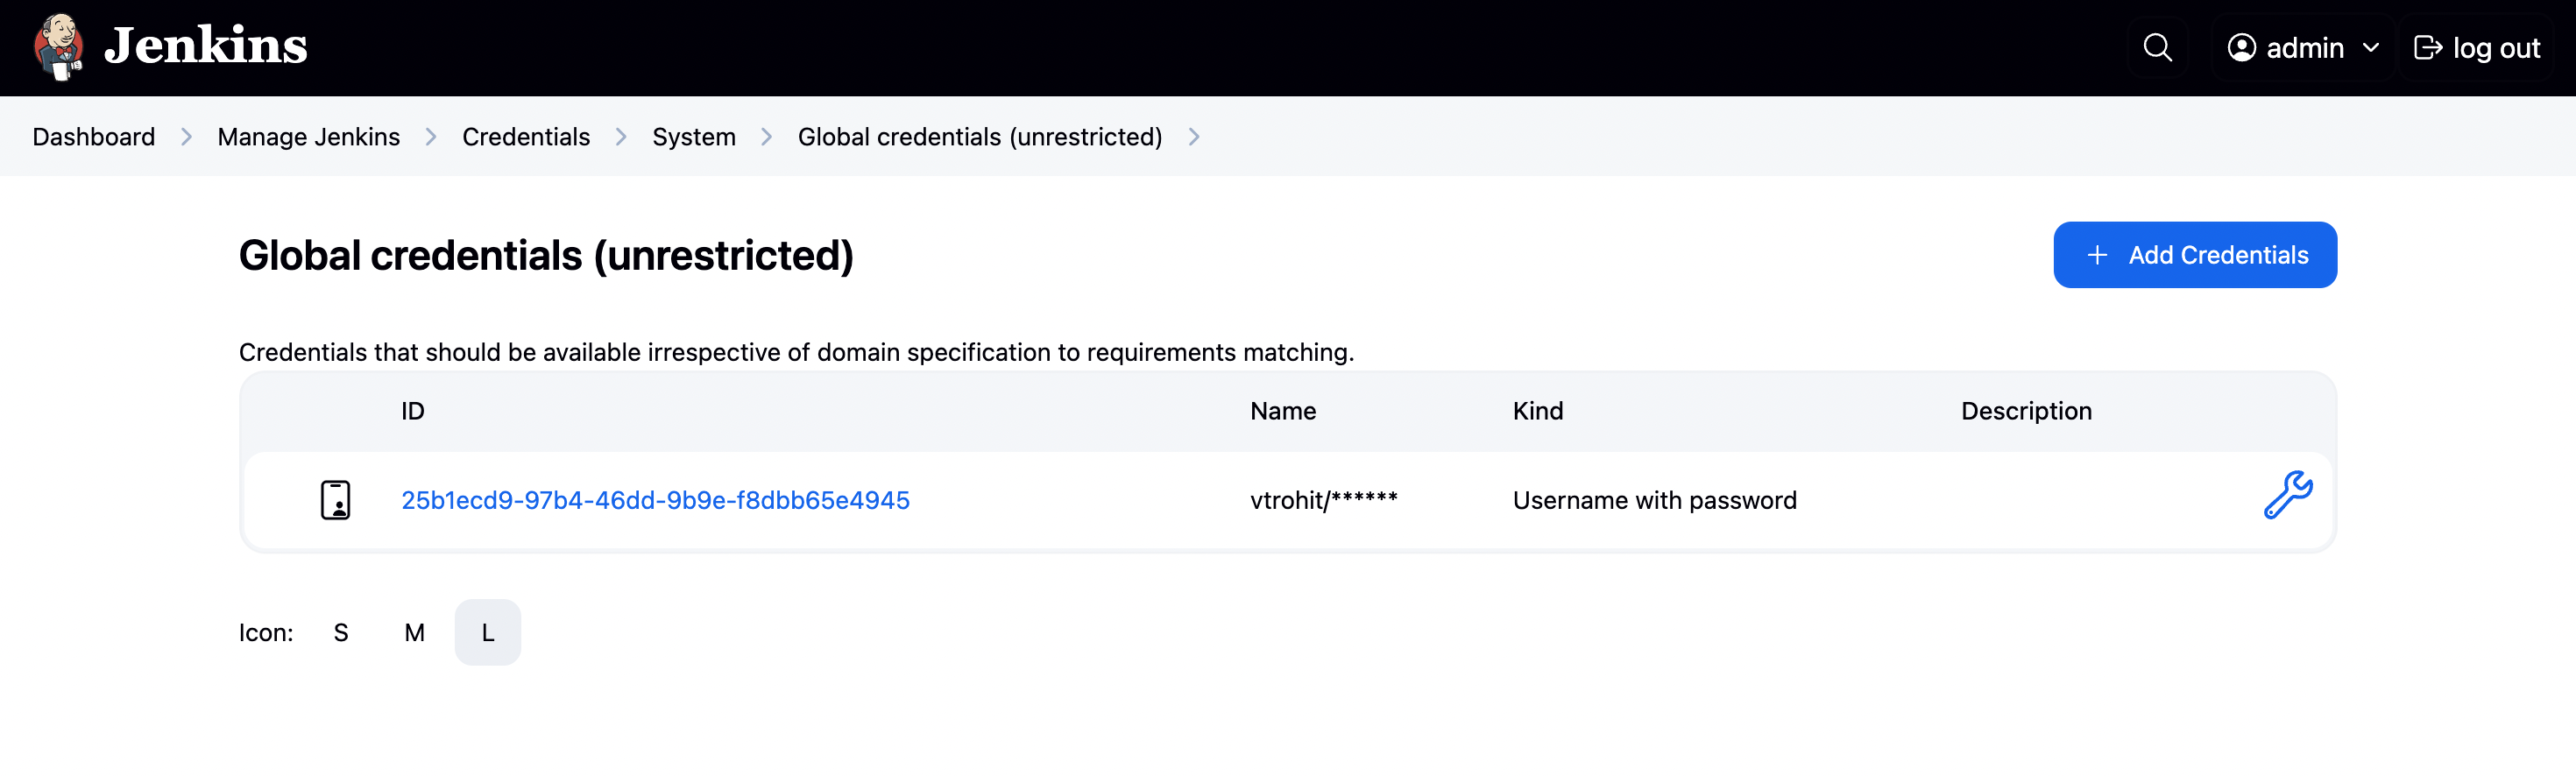 Jenkins
admin
log out
Dashboard > Manage Jenkins > Credentials > System > Global credentials (unrestricted) >
Global credentials (unrestricted)
+ Add Credentials
Credentials that should be available irrespective of domain specification to requirements matching.
ID Name Kind Description
25b1ecd9-97b4-46dd-9b9e-f8dbb65e4945 vtrohit/****** Username with password
Icon: S M L